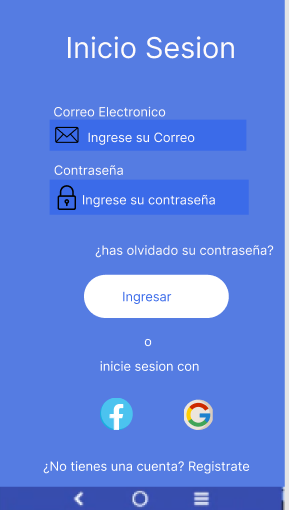 Inicio Sesion
Correo Electronico
Ingrese su Correo
Contraseña
Ingrese su contraseña
¿has olvidado su contraseña?
Ingresar
o
inicie sesion con
¿No tienes una cuenta? Registrate